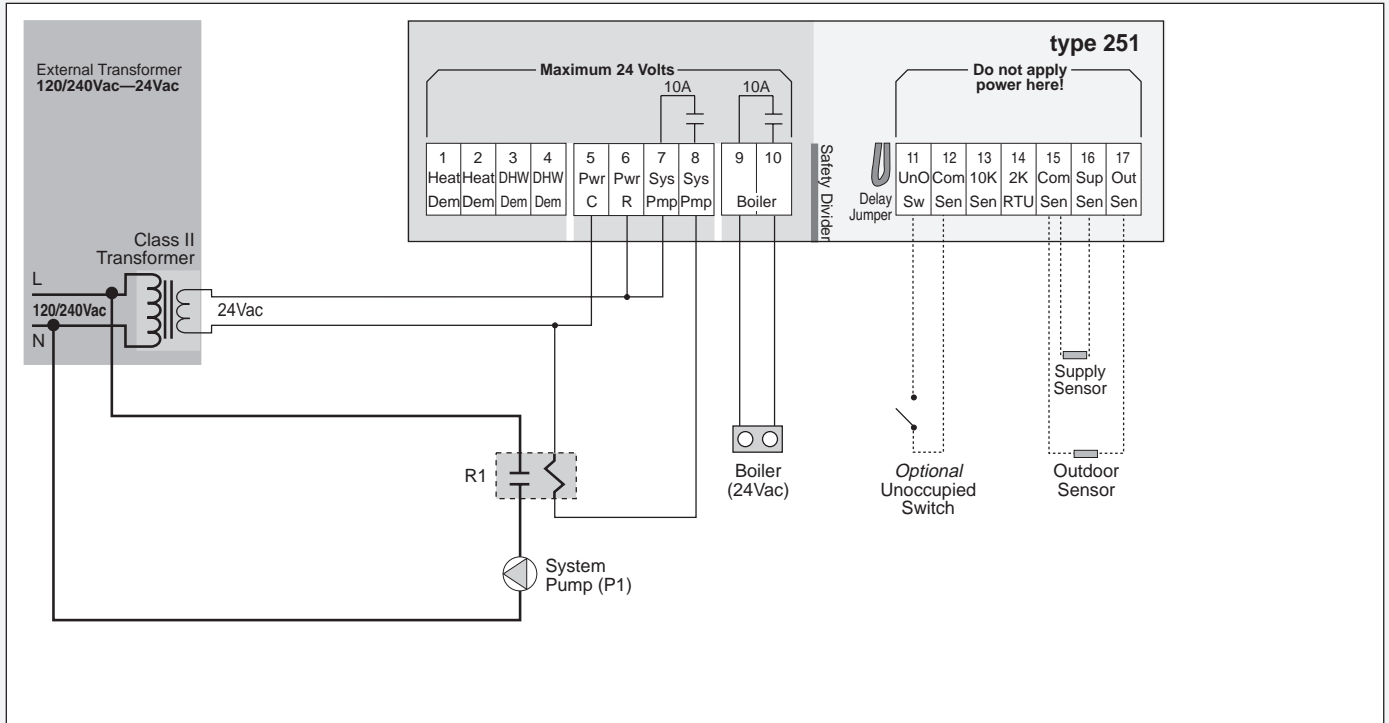 type 251
External Transformer
120/240Vac—24Vac
Maximum 24 Volts
Do not apply
power here!
10A
10A
1 2 3 4 5 6 7 8 9 10
Heat Heat DHW DHW Pwr Pwr Sys Sys
Dem Dem Dem Dem C R Pmp Pmp Boiler
Safety Divider
Delay
Jumper
11 12 13 14 15 16 17
UnO Com 10K 2K Com Sup Out
Sw Sen Sen RTU Sen Sen Sen
Class II
Transformer
L
120/240Vac
N
24Vac
Supply
Sensor
R1
Boiler
(24Vac)
Optional
Unoccupied
Switch
Outdoor
Sensor
System
Pump (P1)